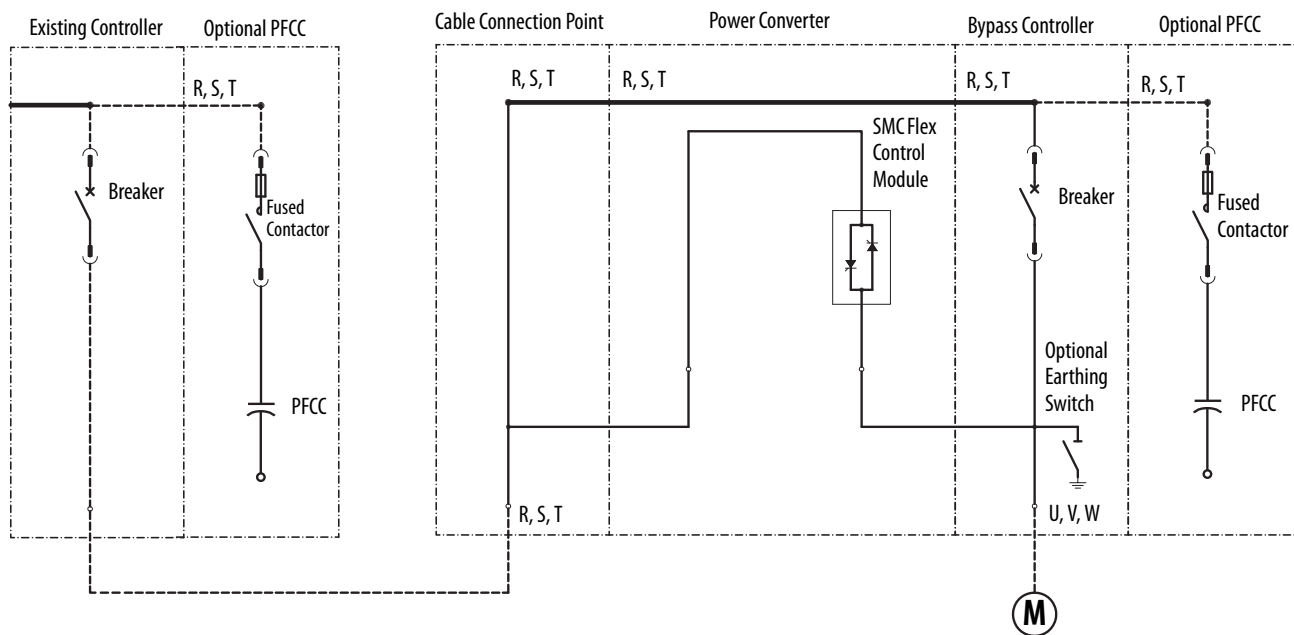 Existing Controller
Optional PFCC
Cable Connection Point
Power Converter
Bypass Controller
Optional PFCC
R, S, T
R, S, T
R, S, T
R, S, T
R, S, T
SMC Flex
Control
Module
Breaker
Fused
Contactor
Breaker
Fused
Contactor
Optional
Earthing
Switch
PFCC
PFCC
R, S, T
U, V, W
M